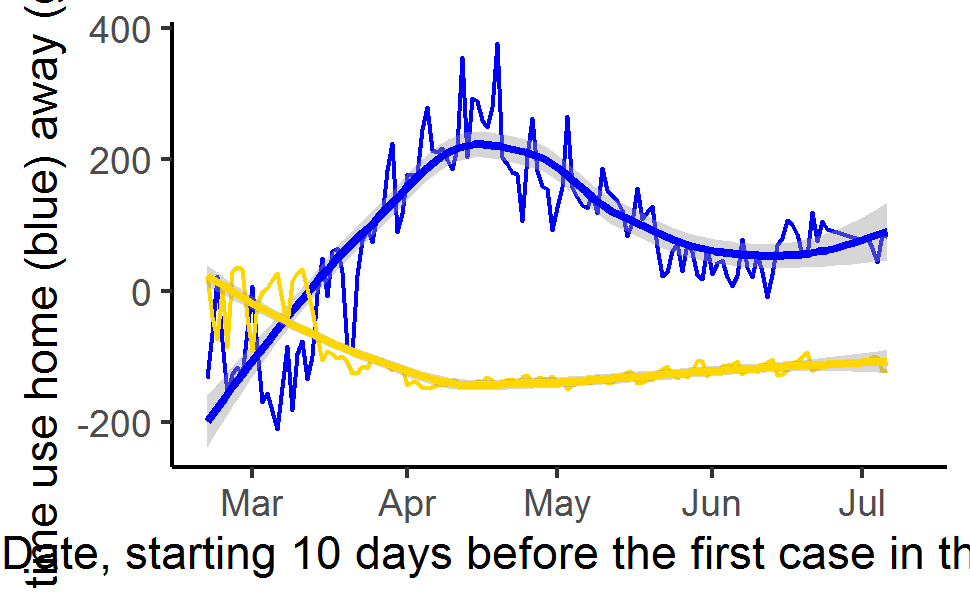 time use home (blue) away (
400
200
0
-200
Mar Apr May Jun Jul
Date, starting 10 days before the first case in